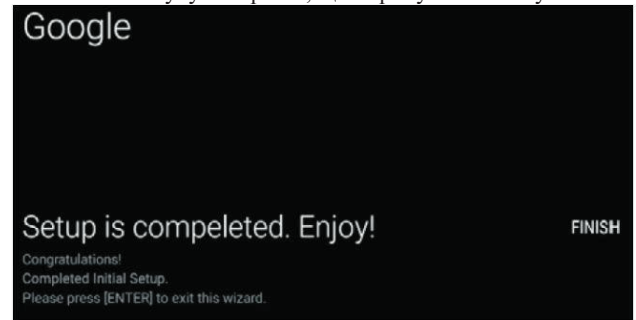 Google
Setup is compeleted. Enjoy!
FINISH
Congratulations!
Completed Initial Setup.
Please press [ENTER] to exit this wizard.